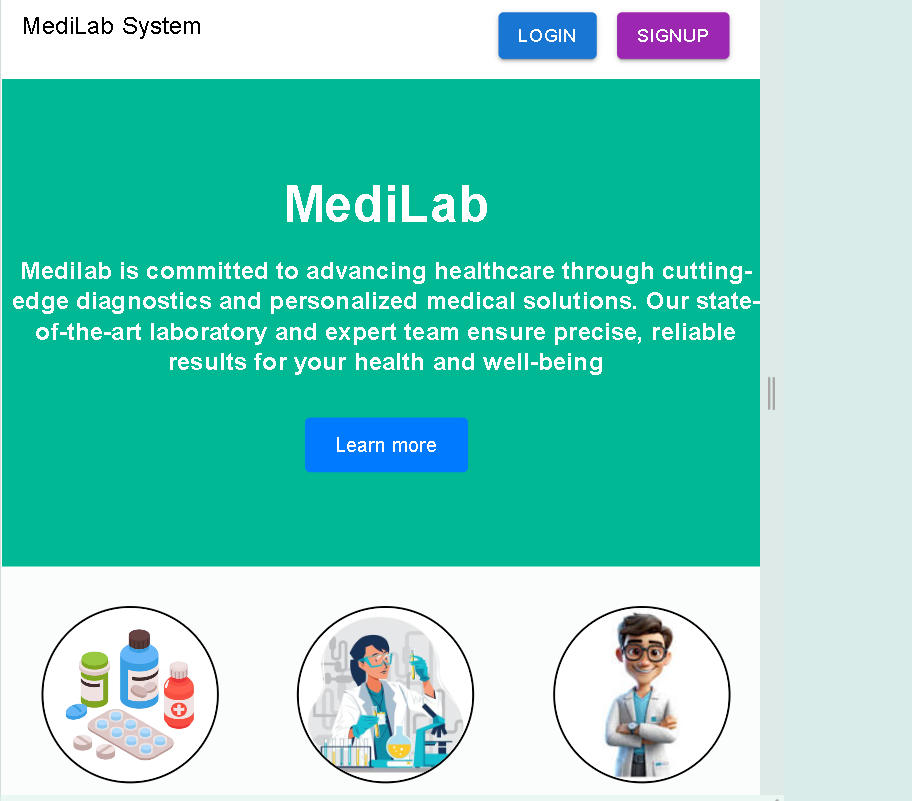 MediLab System
LOGIN
SIGNUP
MediLab
Medilab is committed to advancing healthcare through cutting-
edge diagnostics and personalized medical solutions. Our state-
of-the-art laboratory and expert team ensure precise, reliable
results for your health and well-being
Learn more